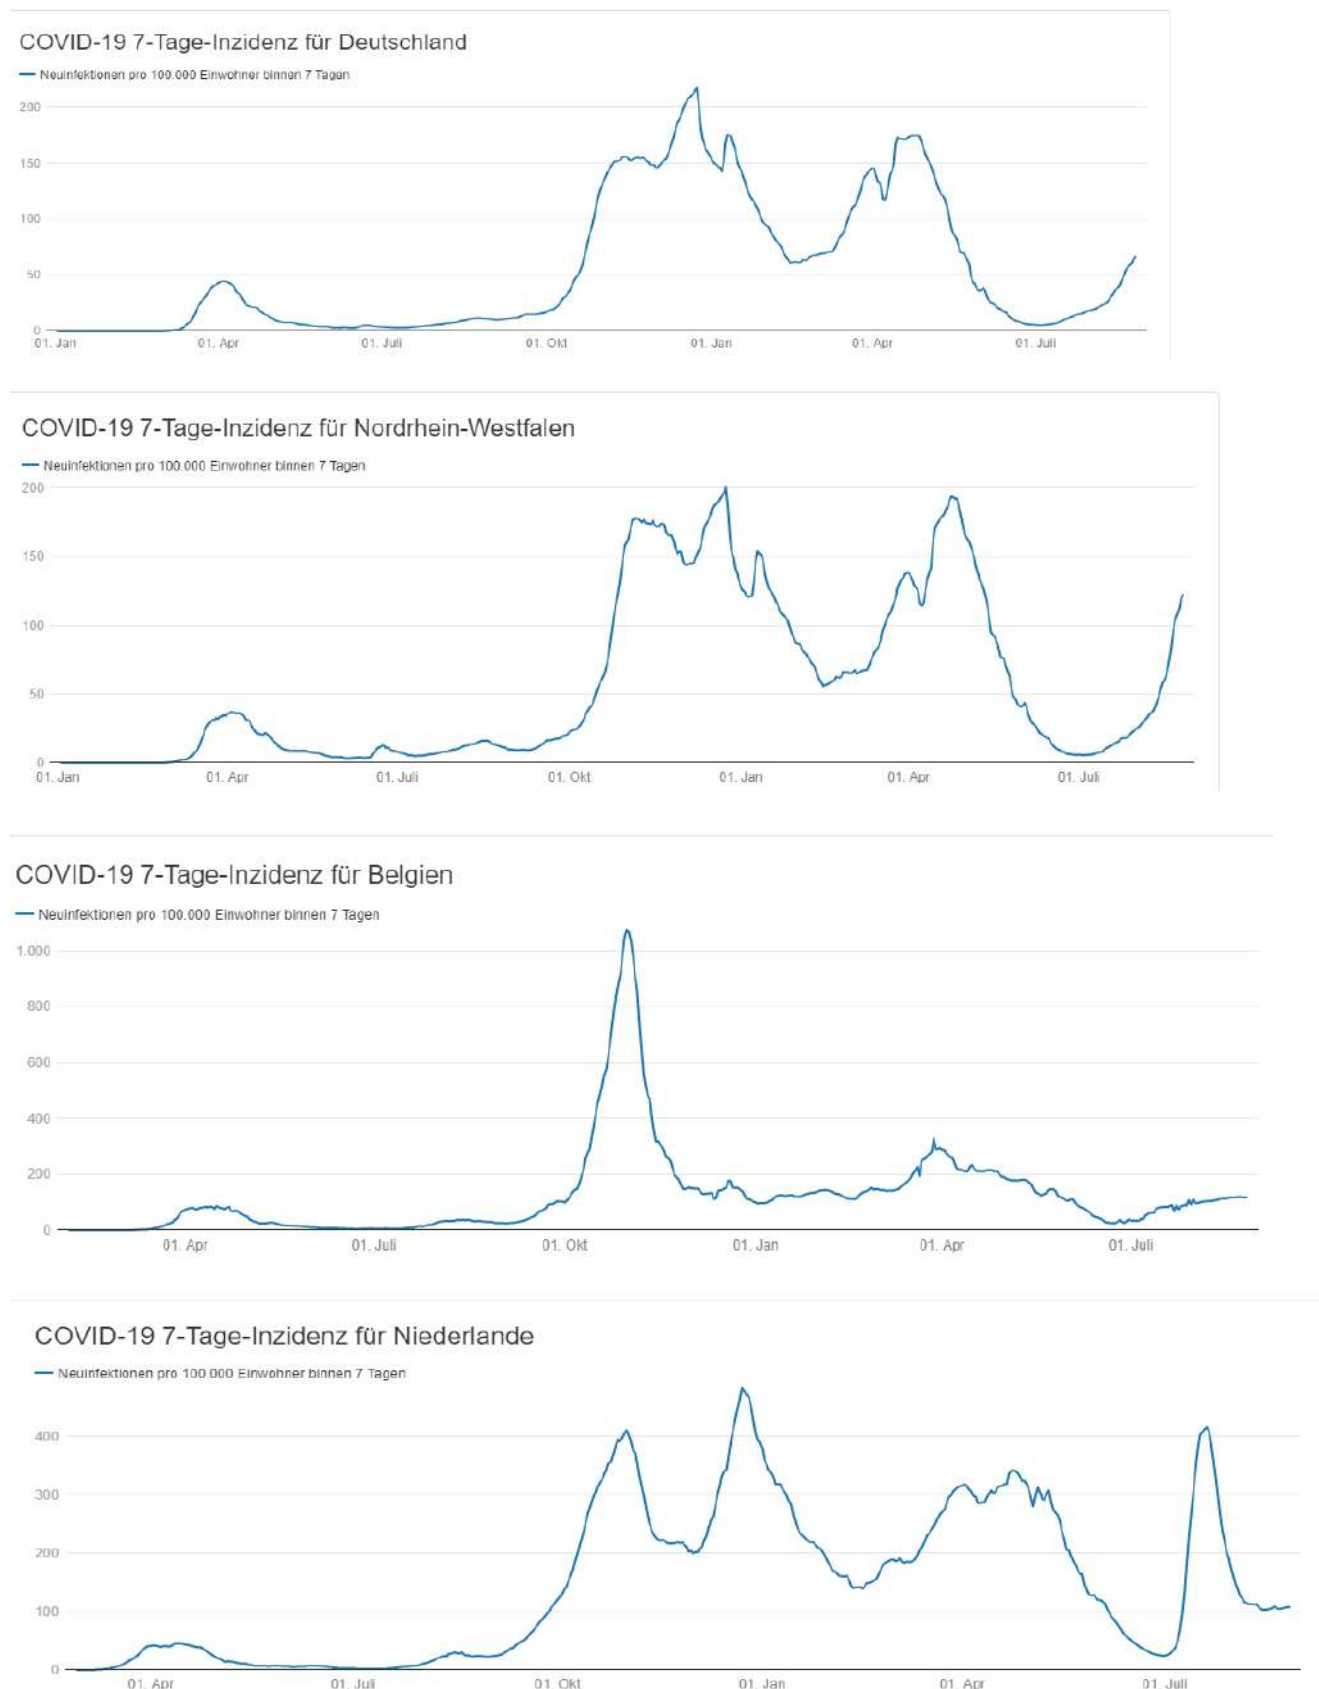 COVID-19 7-Tage-Inzidenz für Deutschland
Neuinfektionen pro 100.000 Einwohner binnen 7 Tagen
200
150
100
50
0
01. Jan 01. Apr 01. Juli 01. Okt 01. Jan 01. Apr 01. Juli
COVID-19 7-Tage-Inzidenz für Nordrhein-Westfalen
Neuinfektionen pro 100.000 Einwohner binnen 7 Tagen
200
150
100
50
0
01. Jan 01. Apr 01. Juli 01. Okt 01. Jan 01. Apr 01. Juli
COVID-19 7-Tage-Inzidenz für Belgien
Neuinfektionen pro 100.000 Einwohner binnen 7 Tagen
1.000
800
600
400
200
0
01. Apr 01. Juli 01. Okt 01. Jan 01. Apr 01. Juli
COVID-19 7-Tage-Inzidenz für Niederlande
Neuinfektionen pro 100.000 Einwohner binnen 7 Tagen
400
300
200
100
0
01. Apr 01. Juli 01. Okt 01. Jan 01. Apr 01. Juli